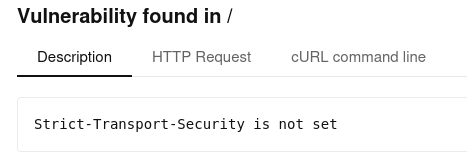 Vulnerability found in /
Description HTTP Request cURL command line
Strict-Transport-Security is not set